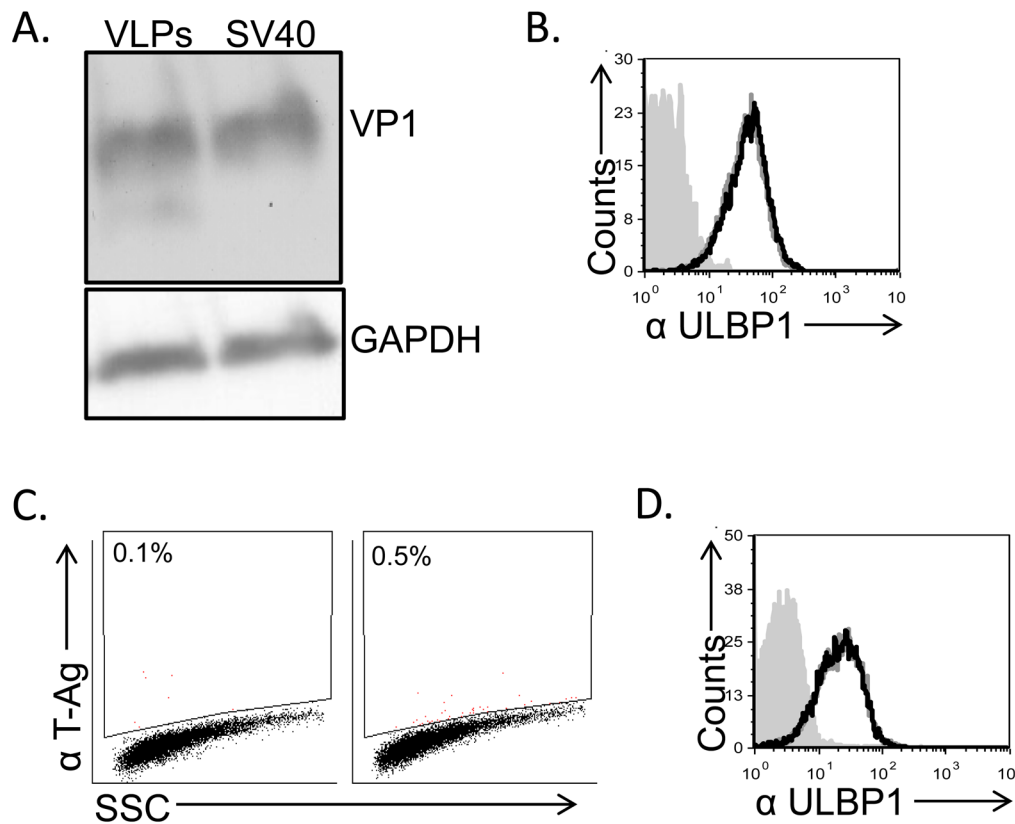 A.
VLPs SV40
VP1
GAPDH
B.
30
23
15
8
0
Counts
10^0 10^1 10^2 10^3 10
α ULBP1
C.
0.1%
0.5%
α T-Ag
SSC
D.
50
38
25
13
0
Counts
10^0 10^1 10^2 10^3 10
α ULBP1